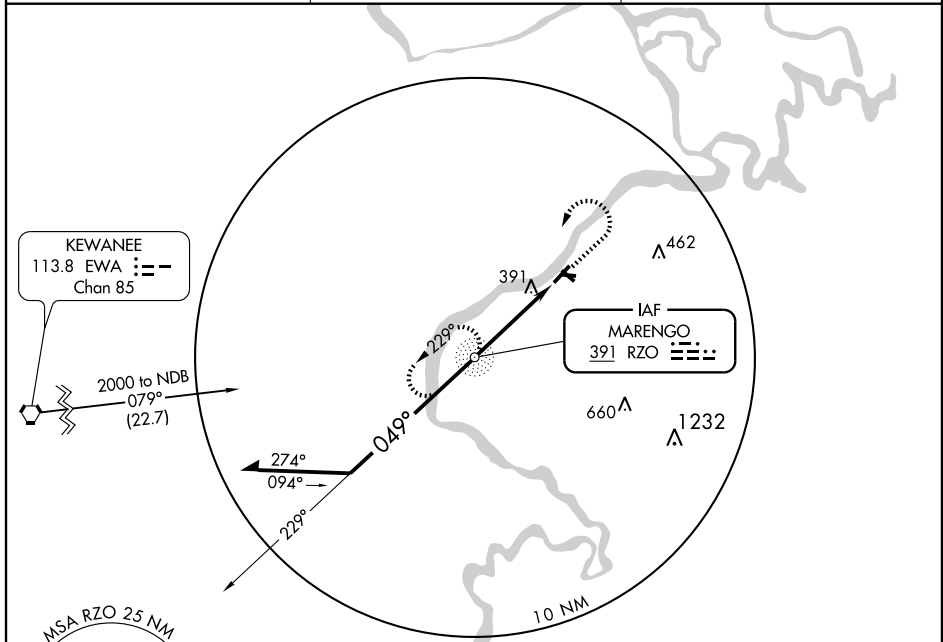 KEWANEE
113.8 EWA
Chan 85
2000 to NDB
079°
(22.7)
391
462
IAF
MARENGO
391 RZO
229°
660
1232
049°
274°
094°
229°
10 NM
MSA RZO 25 NM